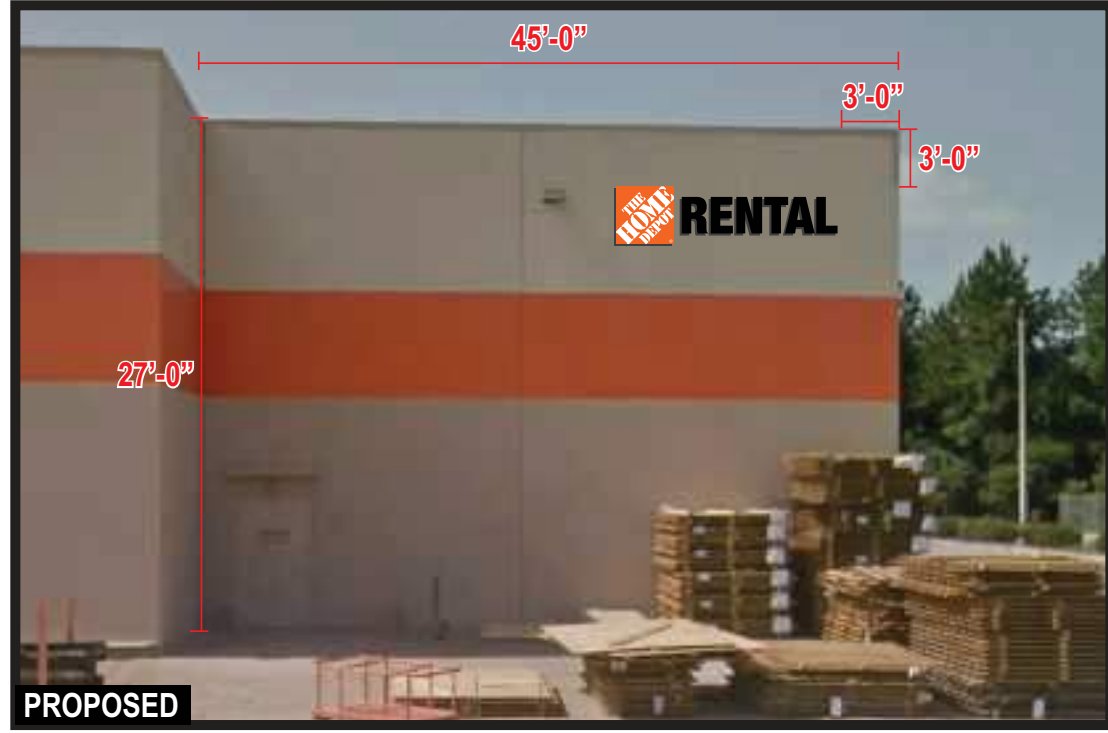 45’-0”
3’-0”
3’-0”
THE
HOME
DEPOT
RENTAL
27’-0”
PROPOSED